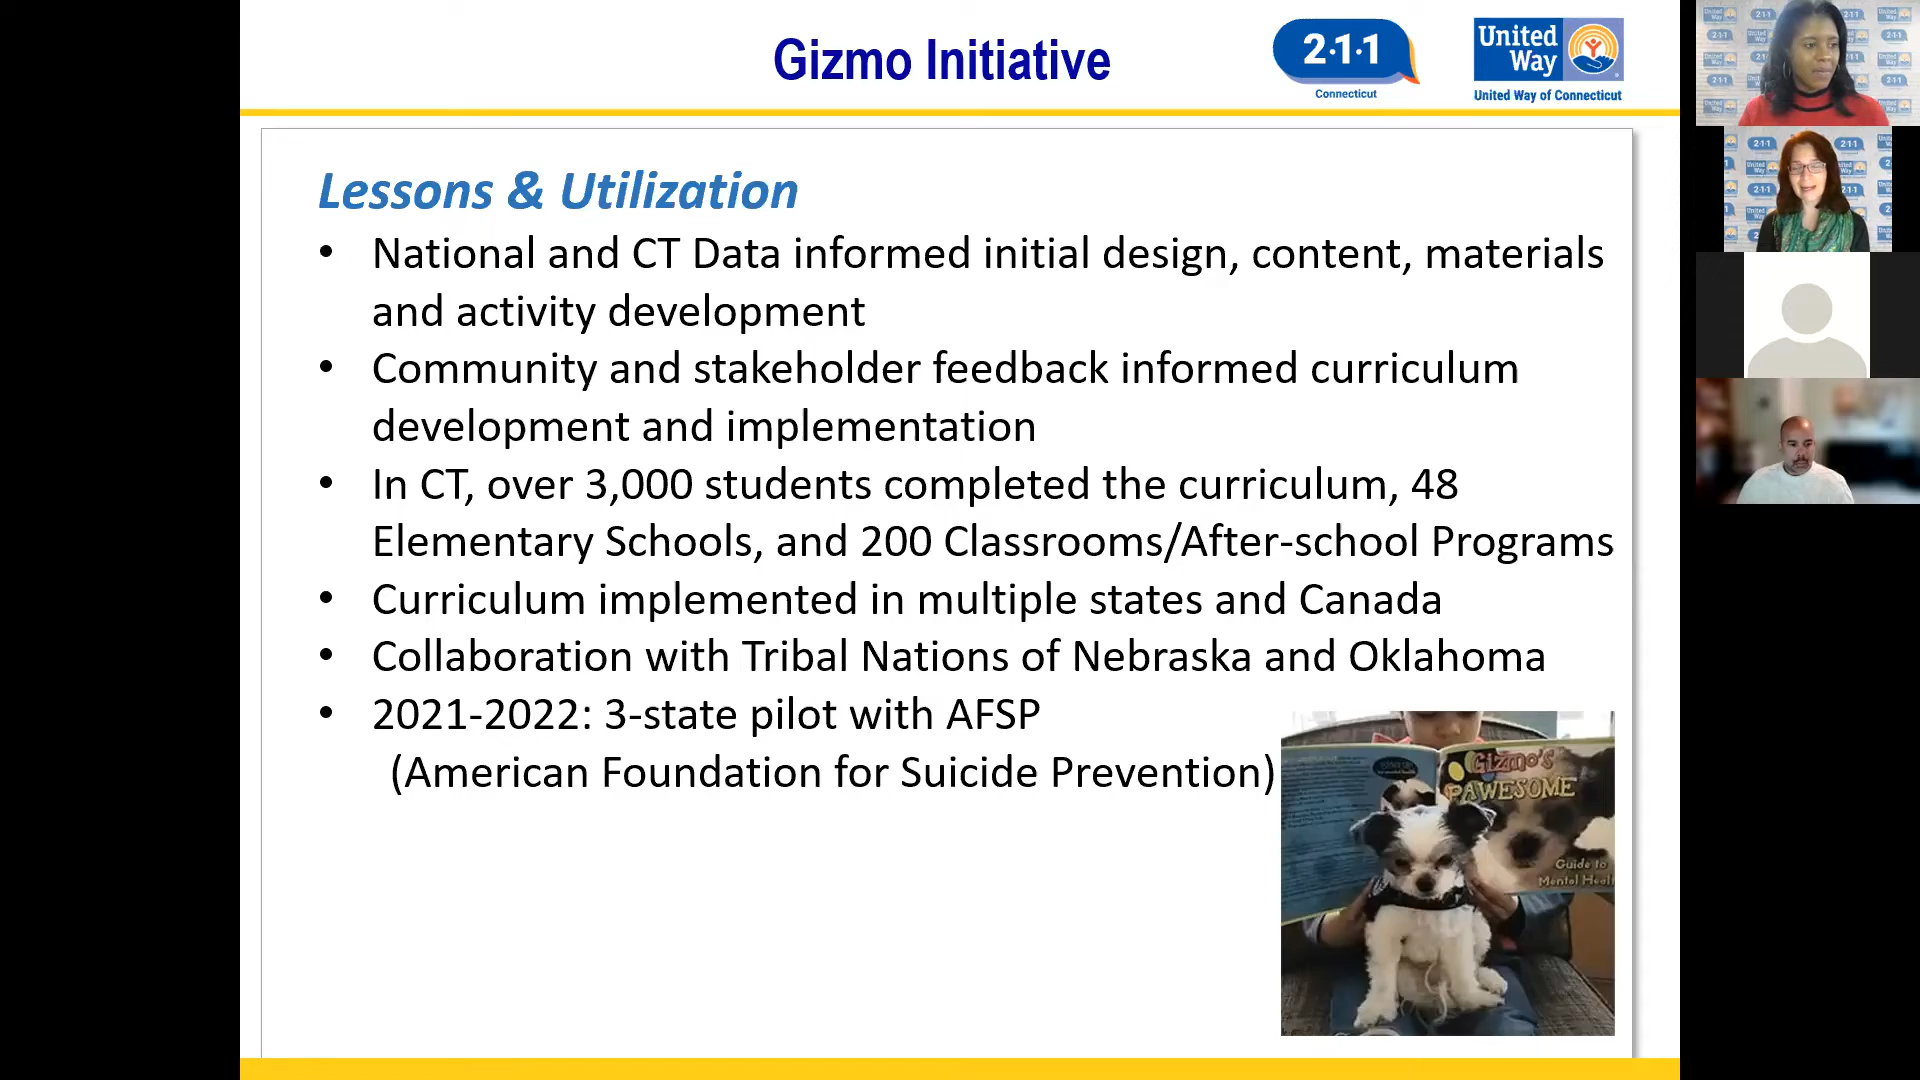 Gizmo Initiative
2·1·1
Connecticut
United
Way
United Way of Connecticut
Lessons & Utilization
• National and CT Data informed initial design, content, materials
and activity development
• Community and stakeholder feedback informed curriculum
development and implementation
• In CT, over 3,000 students completed the curriculum, 48
Elementary Schools, and 200 Classrooms/After-school Programs
• Curriculum implemented in multiple states and Canada
• Collaboration with Tribal Nations of Nebraska and Oklahoma
• 2021-2022: 3-state pilot with AFSP
(American Foundation for Suicide Prevention)
Gizmo's
PAWESOME
Guide to
Mental Healt